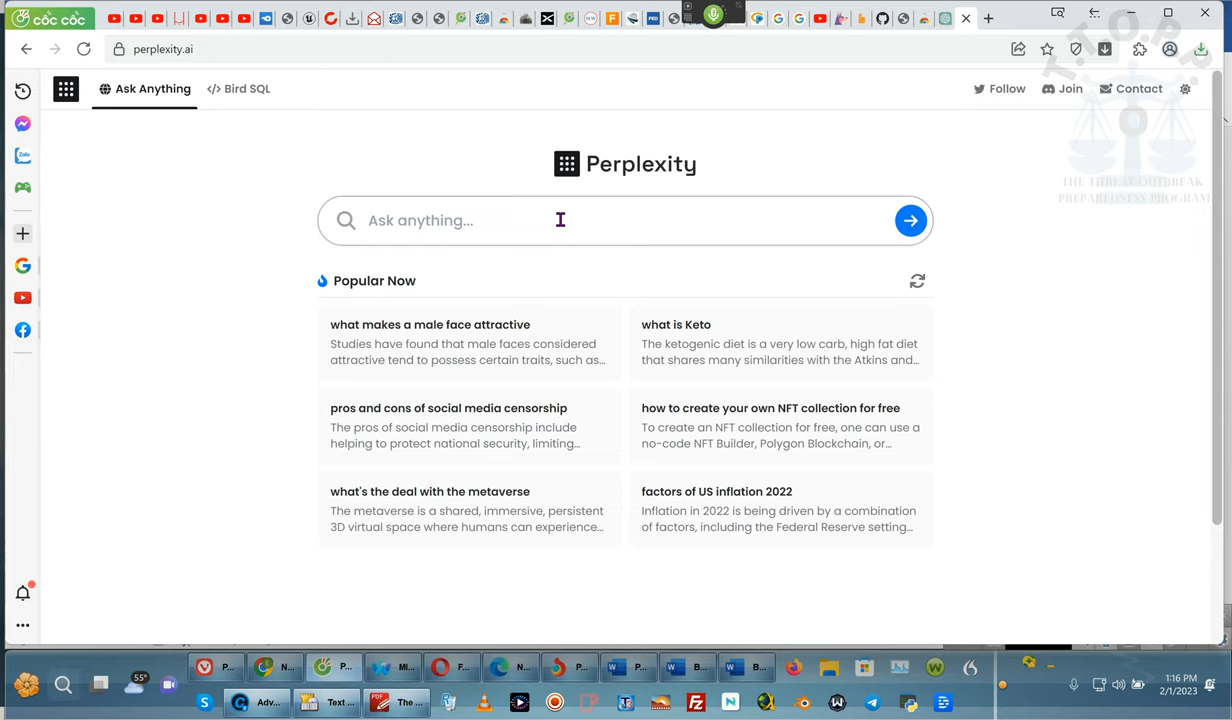 cốc cốc
perplexity.ai
Ask Anything
</> Bird SQL
Follow
Join
Contact
T.T.O.P.P.
THE THREAT OUTBREAK
PREPAREDNESS PROGRAM
Perplexity
Ask anything...
Popular Now
what makes a male face attractive
Studies have found that male faces considered
attractive tend to possess certain traits, such as...
what is Keto
The ketogenic diet is a very low carb, high fat diet
that shares many similarities with the Atkins and...
pros and cons of social media censorship
The pros of social media censorship include
helping to protect national security, limiting...
how to create your own NFT collection for free
To create an NFT collection for free, one can use a
no-code NFT Builder, Polygon Blockchain, or...
what's the deal with the metaverse
The metaverse is a shared, immersive, persistent
3D virtual space where humans can experience...
factors of US inflation 2022
Inflation in 2022 is being driven by a combination
of factors, including the Federal Reserve setting...
Zalo
P...
N...
P...
Mi...
F...
N...
P...
P...
B...
B...
55°
Adv...
Text ...
The ...
1:16 PM
2/1/2023